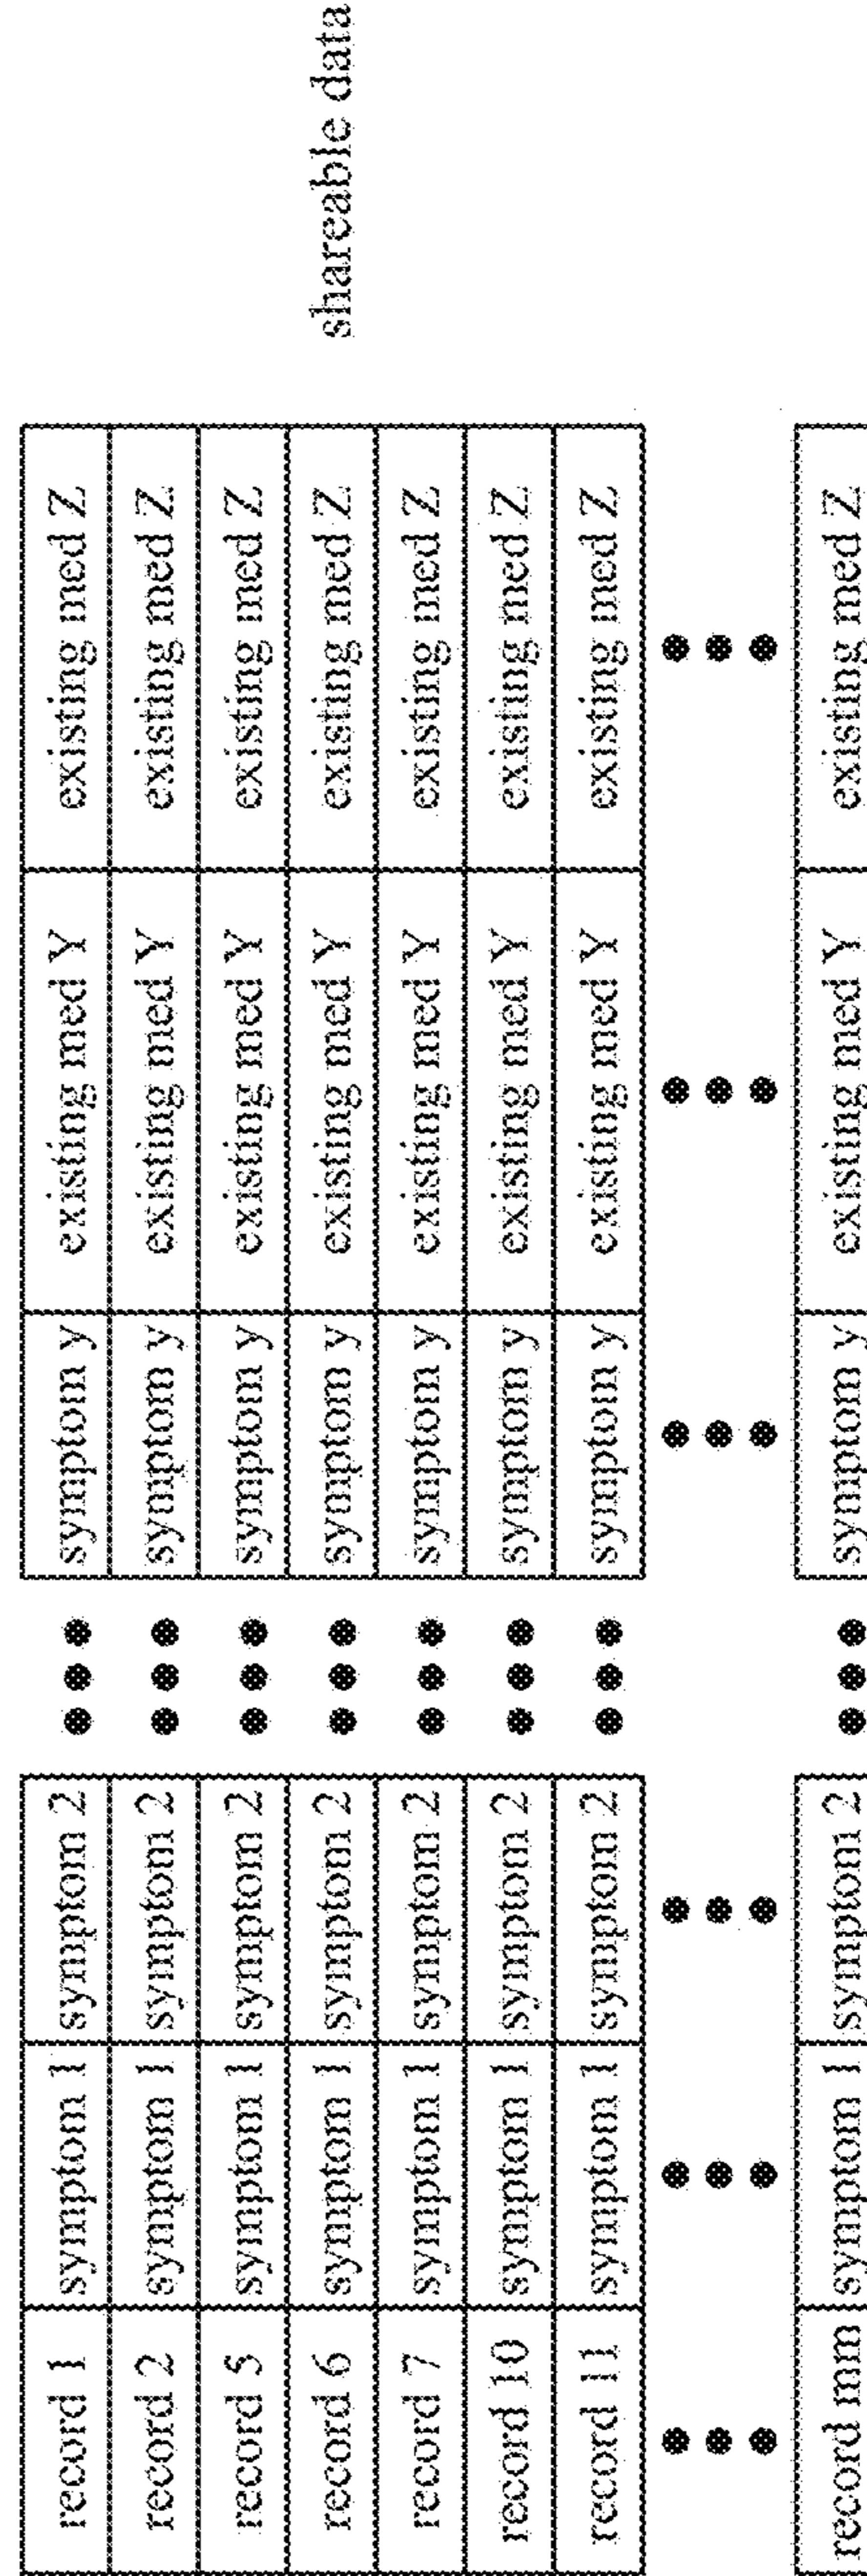 record 1 symptom 1 symptom 2 ••• symptom y existing med Y existing med Z
record 2 symptom 1 symptom 2 ••• symptom y existing med Y existing med Z
record 5 symptom 1 symptom 2 ••• symptom y existing med Y existing med Z
record 6 symptom 1 symptom 2 ••• symptom y existing med Y existing med Z
shareable data
record 7 symptom 1 symptom 2 ••• symptom y existing med Y existing med Z
record 10 symptom 1 symptom 2 ••• symptom y existing med Y existing med Z
record 11 symptom 1 symptom 2 ••• symptom y existing med Y existing med Z
record mm symptom 1 symptom 2 ••• symptom y existing med Y existing med Z